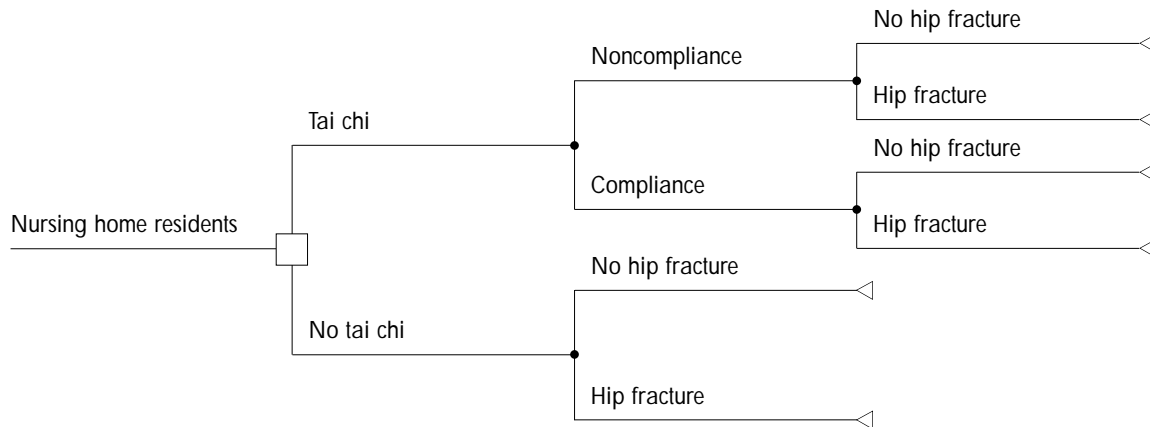 No hip fracture
Noncompliance
Hip fracture
Tai chi
No hip fracture
Compliance
Hip fracture
Nursing home residents
No hip fracture
No tai chi
Hip fracture